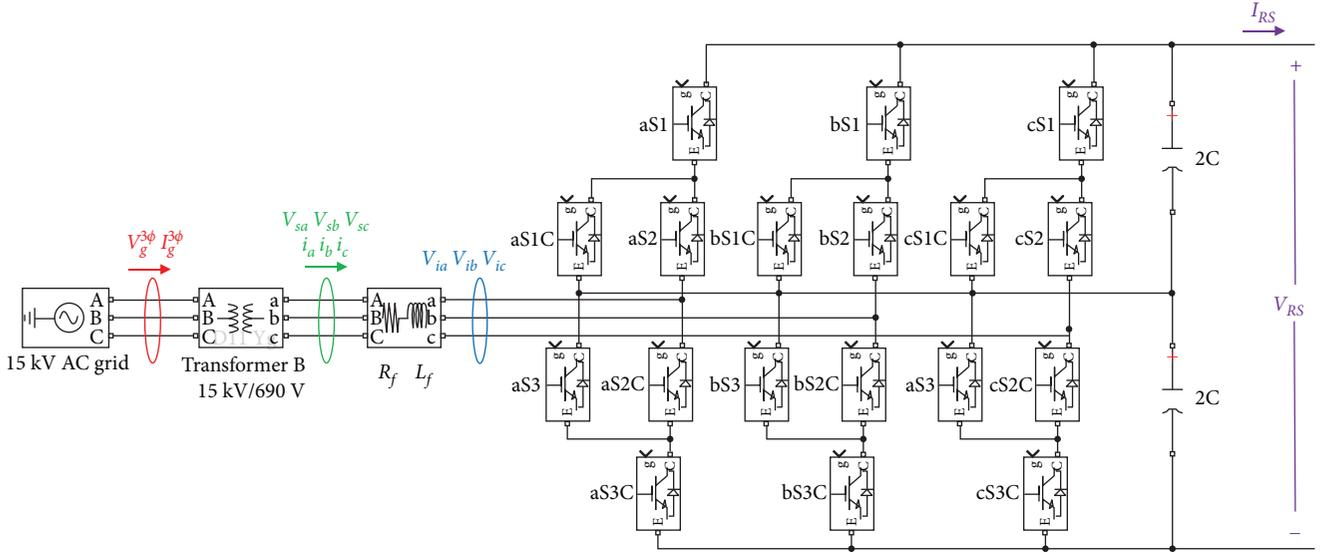 I_RS
+
g C E
aS1
g C E
bS1
g C E
cS1
+
2C
g C E
aS1C
g C E
aS2
g C E
bS1C
g C E
bS2
g C E
cS1C
g C E
cS2
V_g^3ϕ I_g^3ϕ
V_sa V_sb V_sc
i_a i_b i_c
V_ia V_ib V_ic
A A a A a
B B b B b
C C c C c
V_RS
15 kV AC grid
Transformer B
15 kV/690 V
R_f L_f
+
2C
g C E
aS3
g C E
aS2C
g C E
bS3
g C E
bS2C
g C E
aS3
g C E
cS2C
g C E
aS3C
g C E
bS3C
g C E
cS3C
−